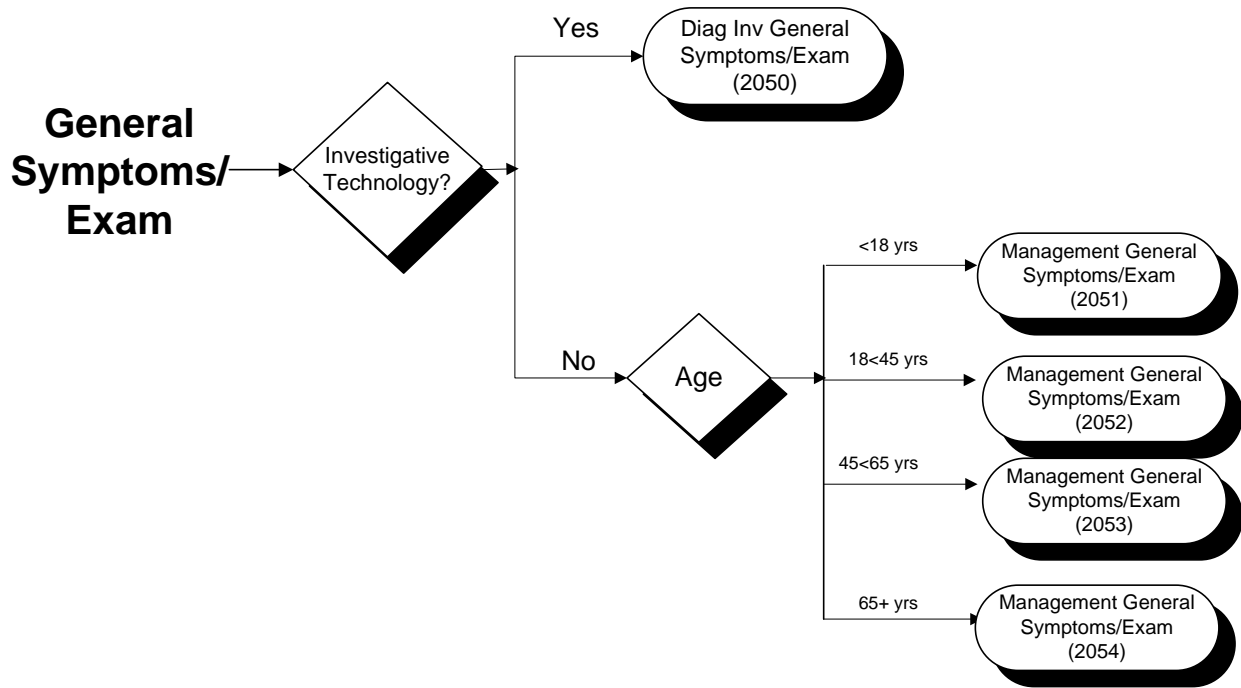 General
Symptoms/
Exam
Investigative
Technology?
Yes
Diag Inv General
Symptoms/Exam
(2050)
No
Age
<18 yrs
Management General
Symptoms/Exam
(2051)
18<45 yrs
Management General
Symptoms/Exam
(2052)
45<65 yrs
Management General
Symptoms/Exam
(2053)
65+ yrs
Management General
Symptoms/Exam
(2054)